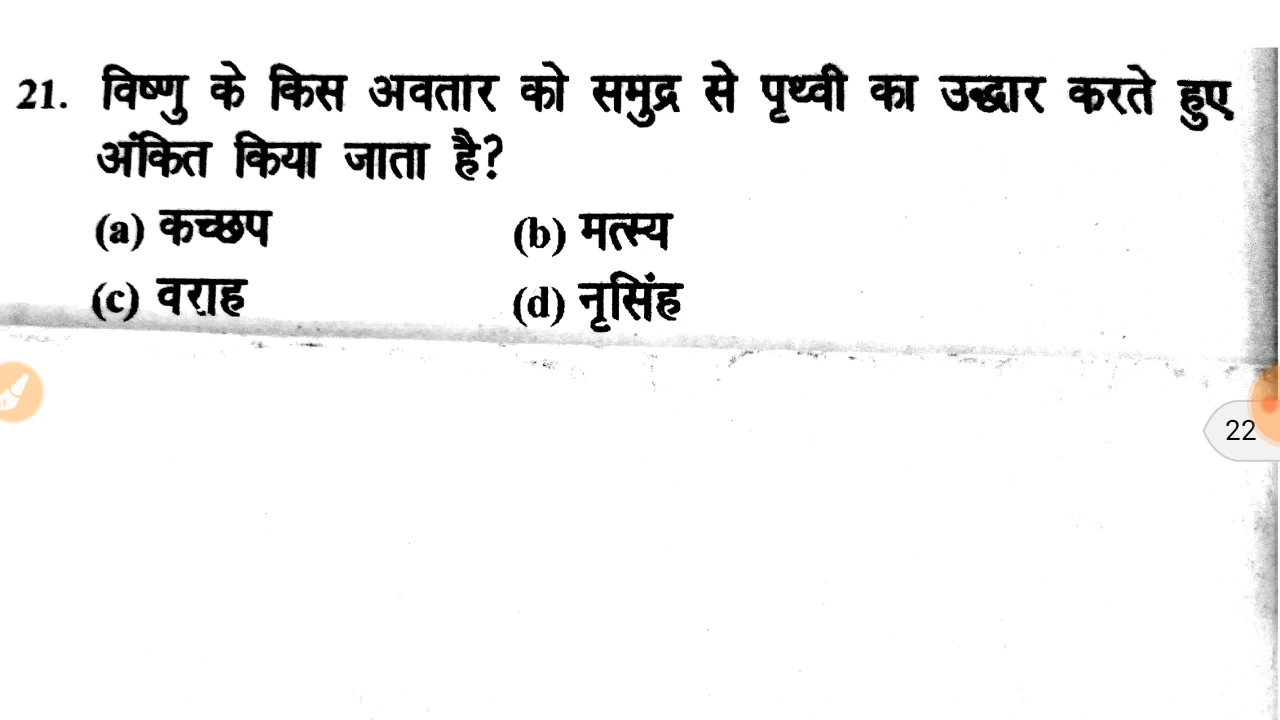 21. विष्णु के किस अवतार को समुद्र से पृथ्वी का उद्धार करते हुए
अंकित किया जाता है?
(a) कच्छप (b) मत्स्य
(c) वराह (d) नृसिंह
22